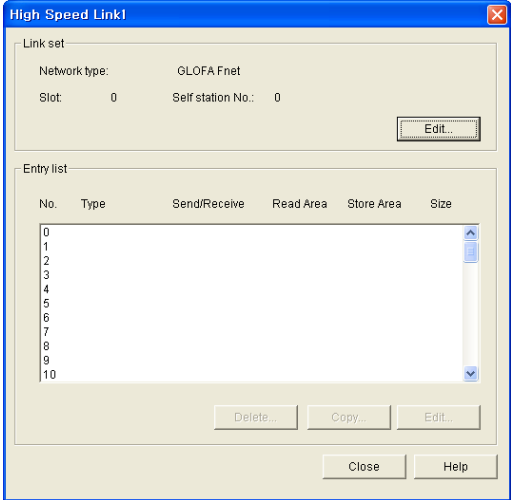 High Speed Link1
Link set
Network type: GLOFA Fnet
Slot: 0 Self station No.: 0
Edit...
Entry list
No. Type Send/Receive Read Area Store Area Size
0
1
2
3
4
5
6
7
8
9
10
Delete... Copy... Edit...
Close Help